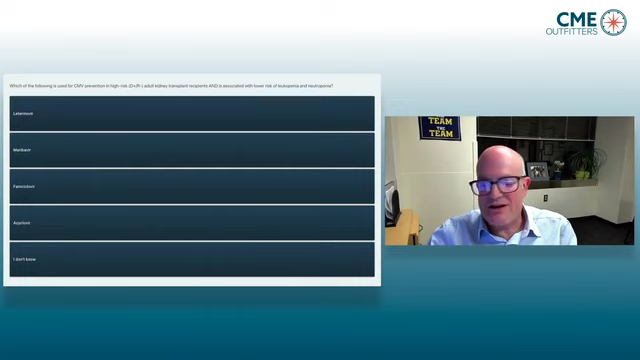 CME
OUTFITTERS
Which of the following is used for CMV prevention in high-risk (D+/R-) adult kidney transplant recipients AND is associated with lower risk of leukopenia and neutropenia?
Letermovir
Maribavir
Famciclovir
Acyclovir
I don't know
TEAM
THE
TEAM